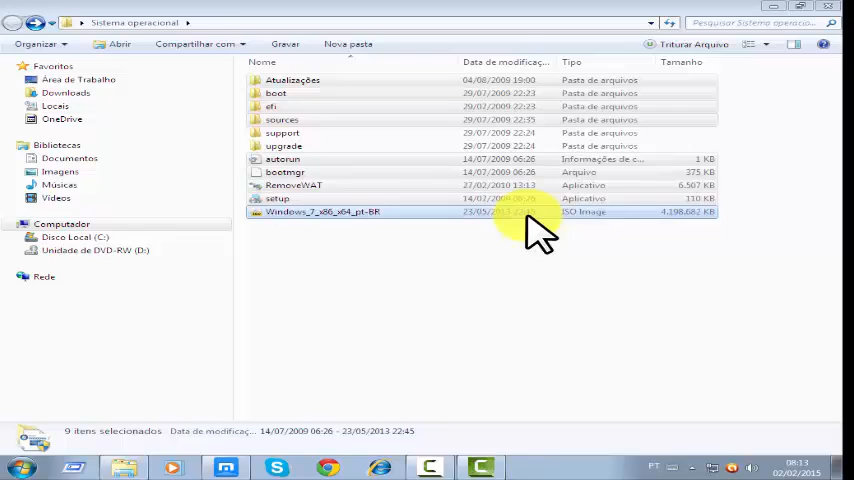 Sistema operacional
Pesquisar Sistema operacio...
Organizar Abrir Compartilhar com Gravar Nova pasta Triturar Arquivo
Nome Data de modificaç... Tipo Tamanho
Favoritos
Área de Trabalho
Downloads
Locais
OneDrive
Bibliotecas
Documentos
Imagens
Músicas
Vídeos
Computador
Disco Local (C:)
Unidade de DVD-RW (D:)
Rede
Atualizações 04/08/2009 19:00 Pasta de arquivos
boot 29/07/2009 22:23 Pasta de arquivos
efi 29/07/2009 22:23 Pasta de arquivos
sources 29/07/2009 22:35 Pasta de arquivos
support 29/07/2009 22:24 Pasta de arquivos
upgrade 29/07/2009 22:24 Pasta de arquivos
autorun 14/07/2009 06:26 Informações de c... 1 KB
bootmgr 14/07/2009 06:26 Arquivo 375 KB
RemoveWAT 27/02/2010 13:13 Aplicativo 6.507 KB
setup 14/07/2009 06:26 Aplicativo 110 KB
Windows_7_x86_x64_pt-BR 23/05/2013 22:45 ISO Image 4.198.682 KB
9 itens selecionados Data de modificaç... 14/07/2009 06:26 - 23/05/2013 22:45
PT
08:13
02/02/2015